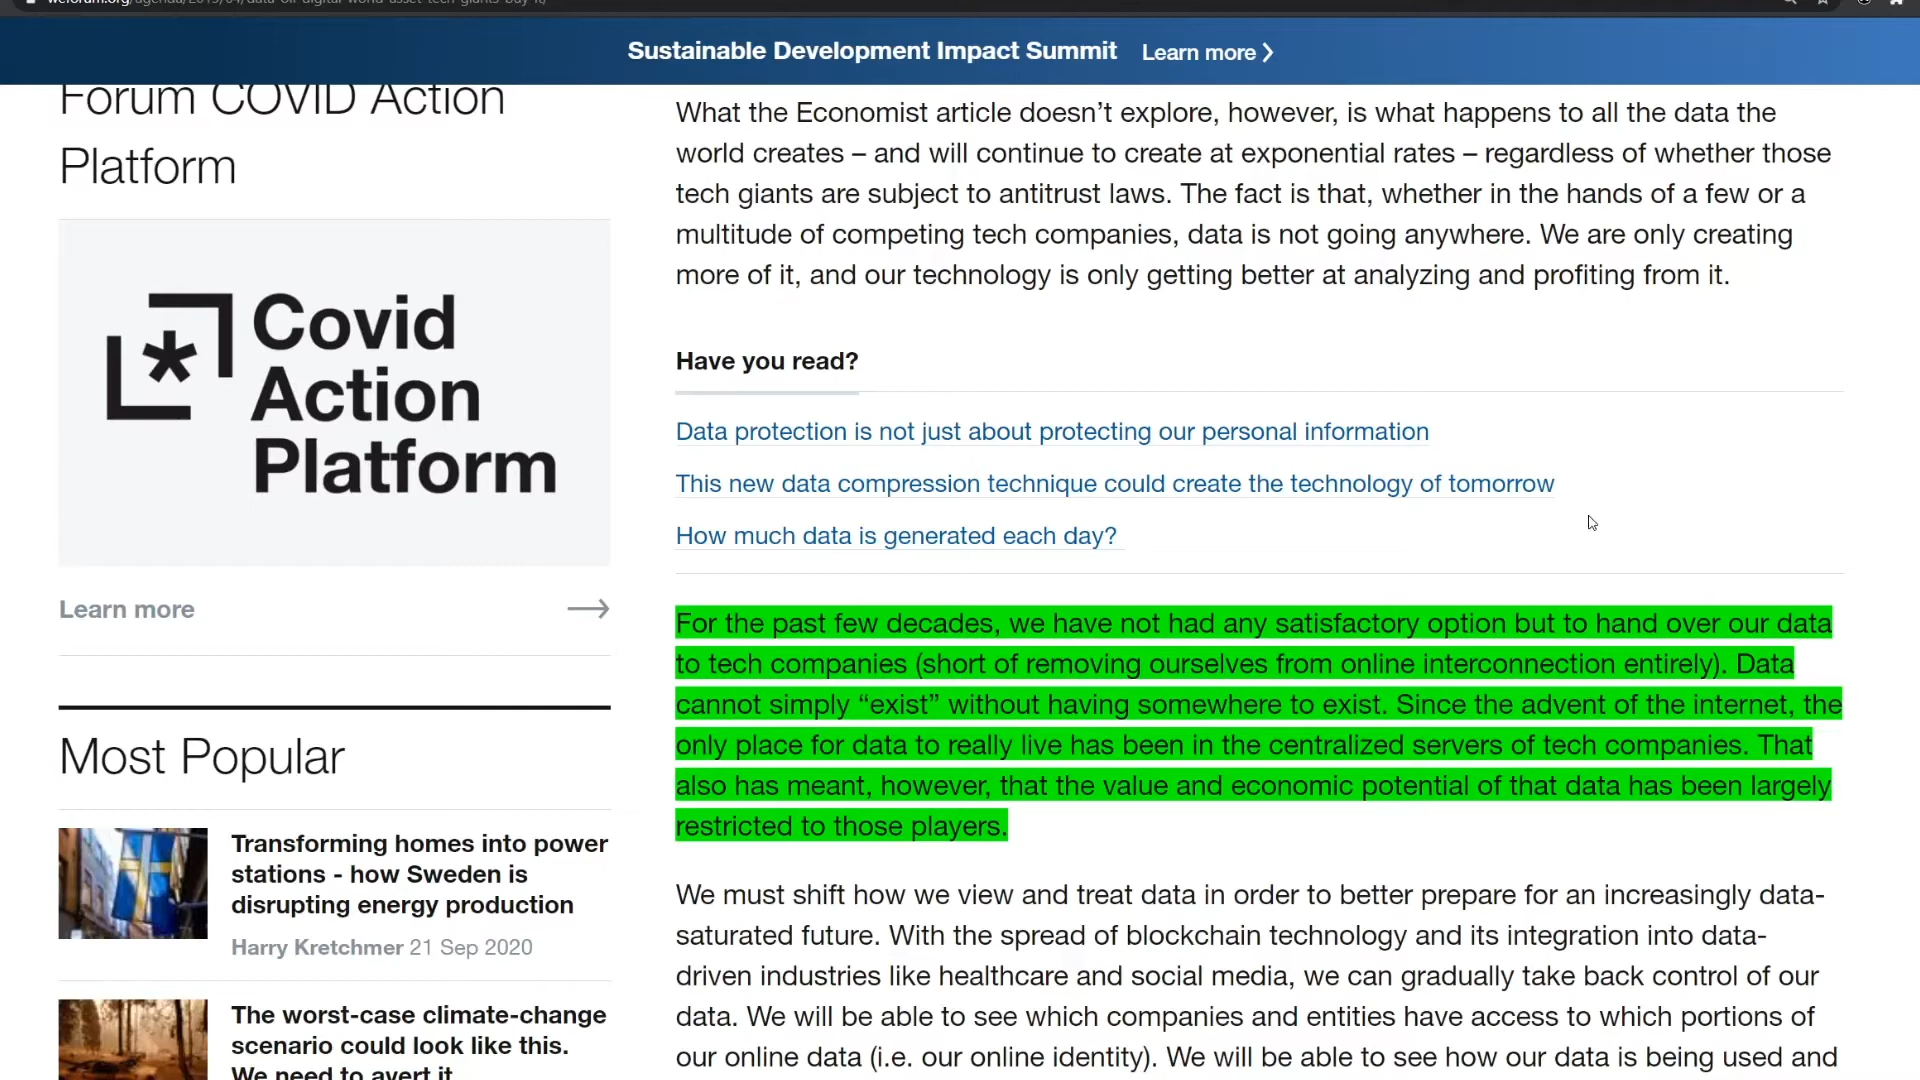 Sustainable Development Impact Summit Learn more
Forum COVID Action
Platform
Covid
Action
Platform
Learn more
Most Popular
Transforming homes into power
stations - how Sweden is
disrupting energy production
Harry Kretchmer 21 Sep 2020
The worst-case climate-change
scenario could look like this.
We need to avert it
What the Economist article doesn’t explore, however, is what happens to all the data the
world creates – and will continue to create at exponential rates – regardless of whether those
tech giants are subject to antitrust laws. The fact is that, whether in the hands of a few or a
multitude of competing tech companies, data is not going anywhere. We are only creating
more of it, and our technology is only getting better at analyzing and profiting from it.
Have you read?
Data protection is not just about protecting our personal information
This new data compression technique could create the technology of tomorrow
How much data is generated each day?
For the past few decades, we have not had any satisfactory option but to hand over our data
to tech companies (short of removing ourselves from online interconnection entirely). Data
cannot simply “exist” without having somewhere to exist. Since the advent of the internet, the
only place for data to really live has been in the centralized servers of tech companies. That
also has meant, however, that the value and economic potential of that data has been largely
restricted to those players.
We must shift how we view and treat data in order to better prepare for an increasingly data-
saturated future. With the spread of blockchain technology and its integration into data-
driven industries like healthcare and social media, we can gradually take back control of our
data. We will be able to see which companies and entities have access to which portions of
our online data (i.e. our online identity). We will be able to see how our data is being used and